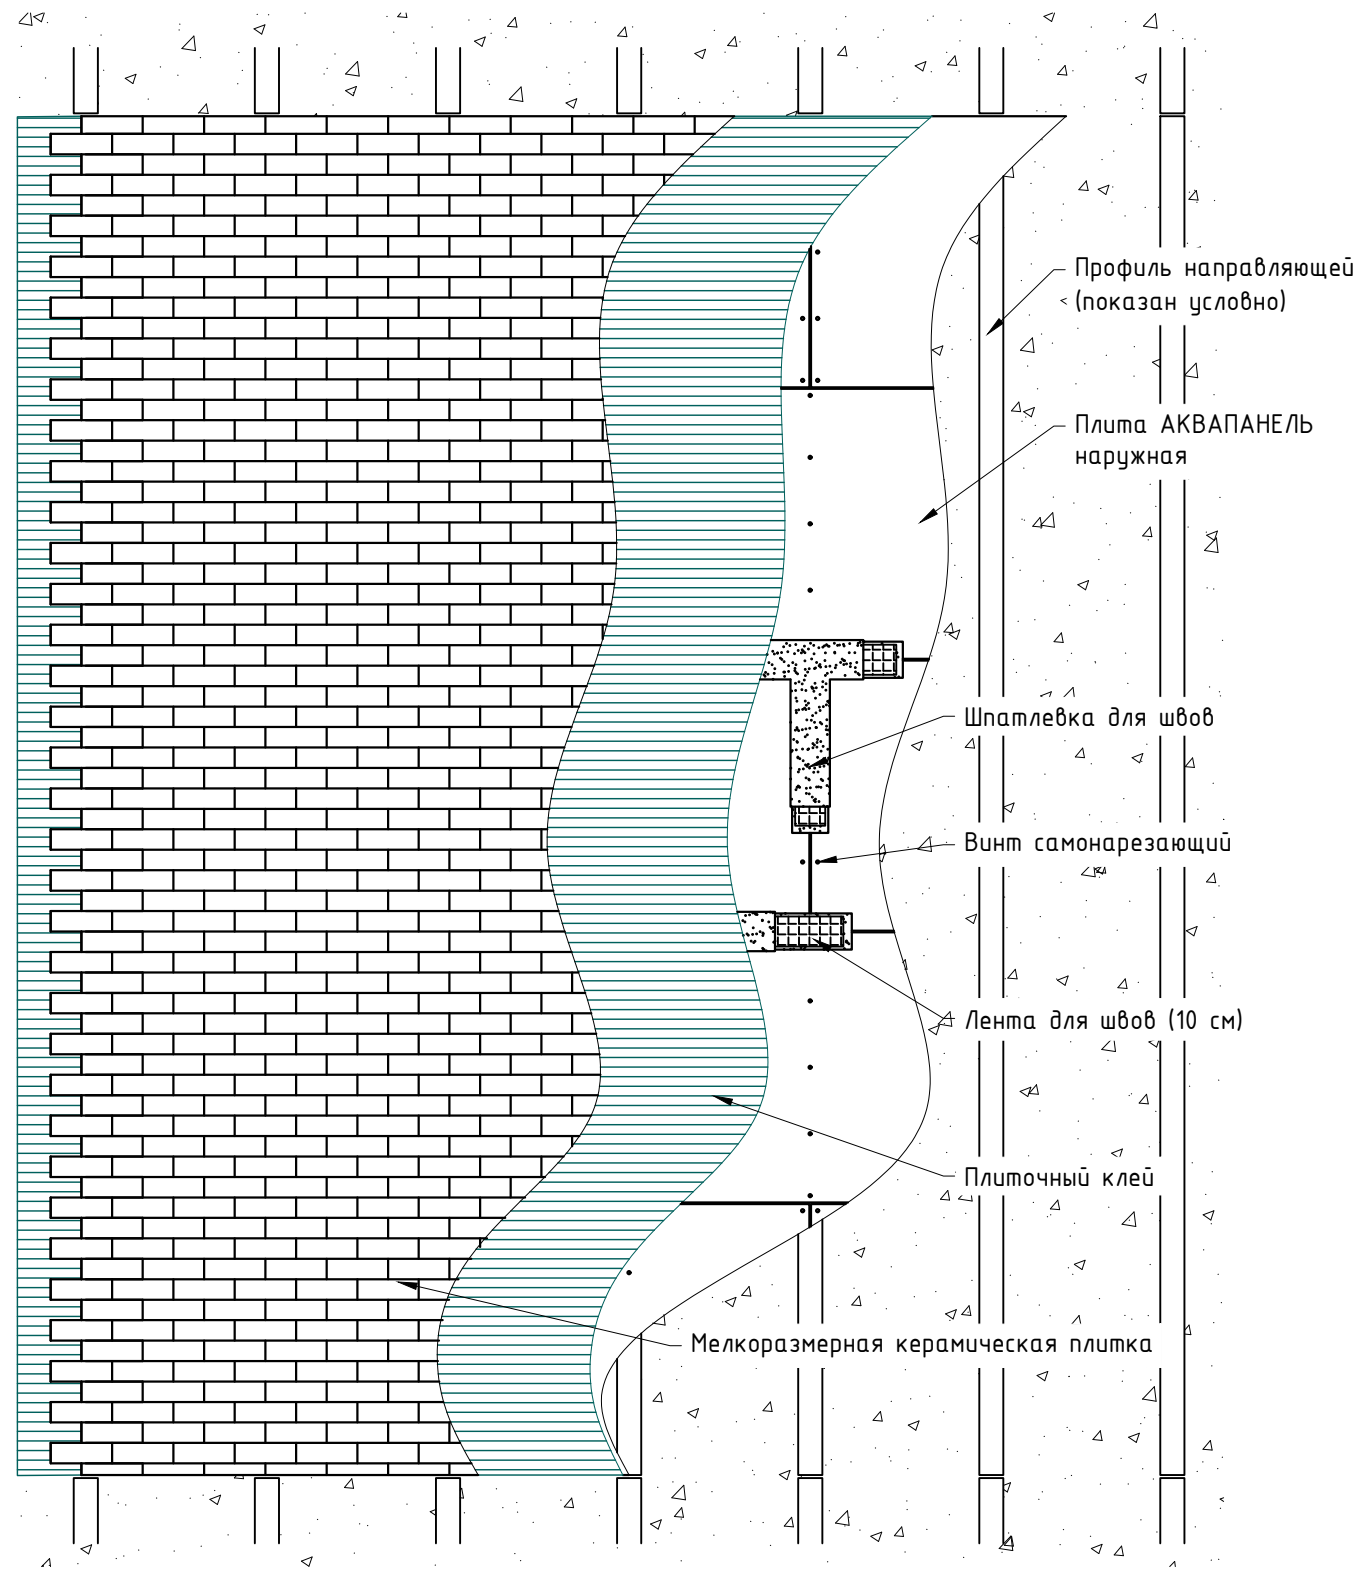 Профиль направляющей
(показан условно)
Плита АКВАПАНЕЛЬ
наружная
Шпатлевка для швов
Винт самонарезающий
Лента для швов (10 см)
Плиточный клей
Мелкоразмерная керамическая плитка